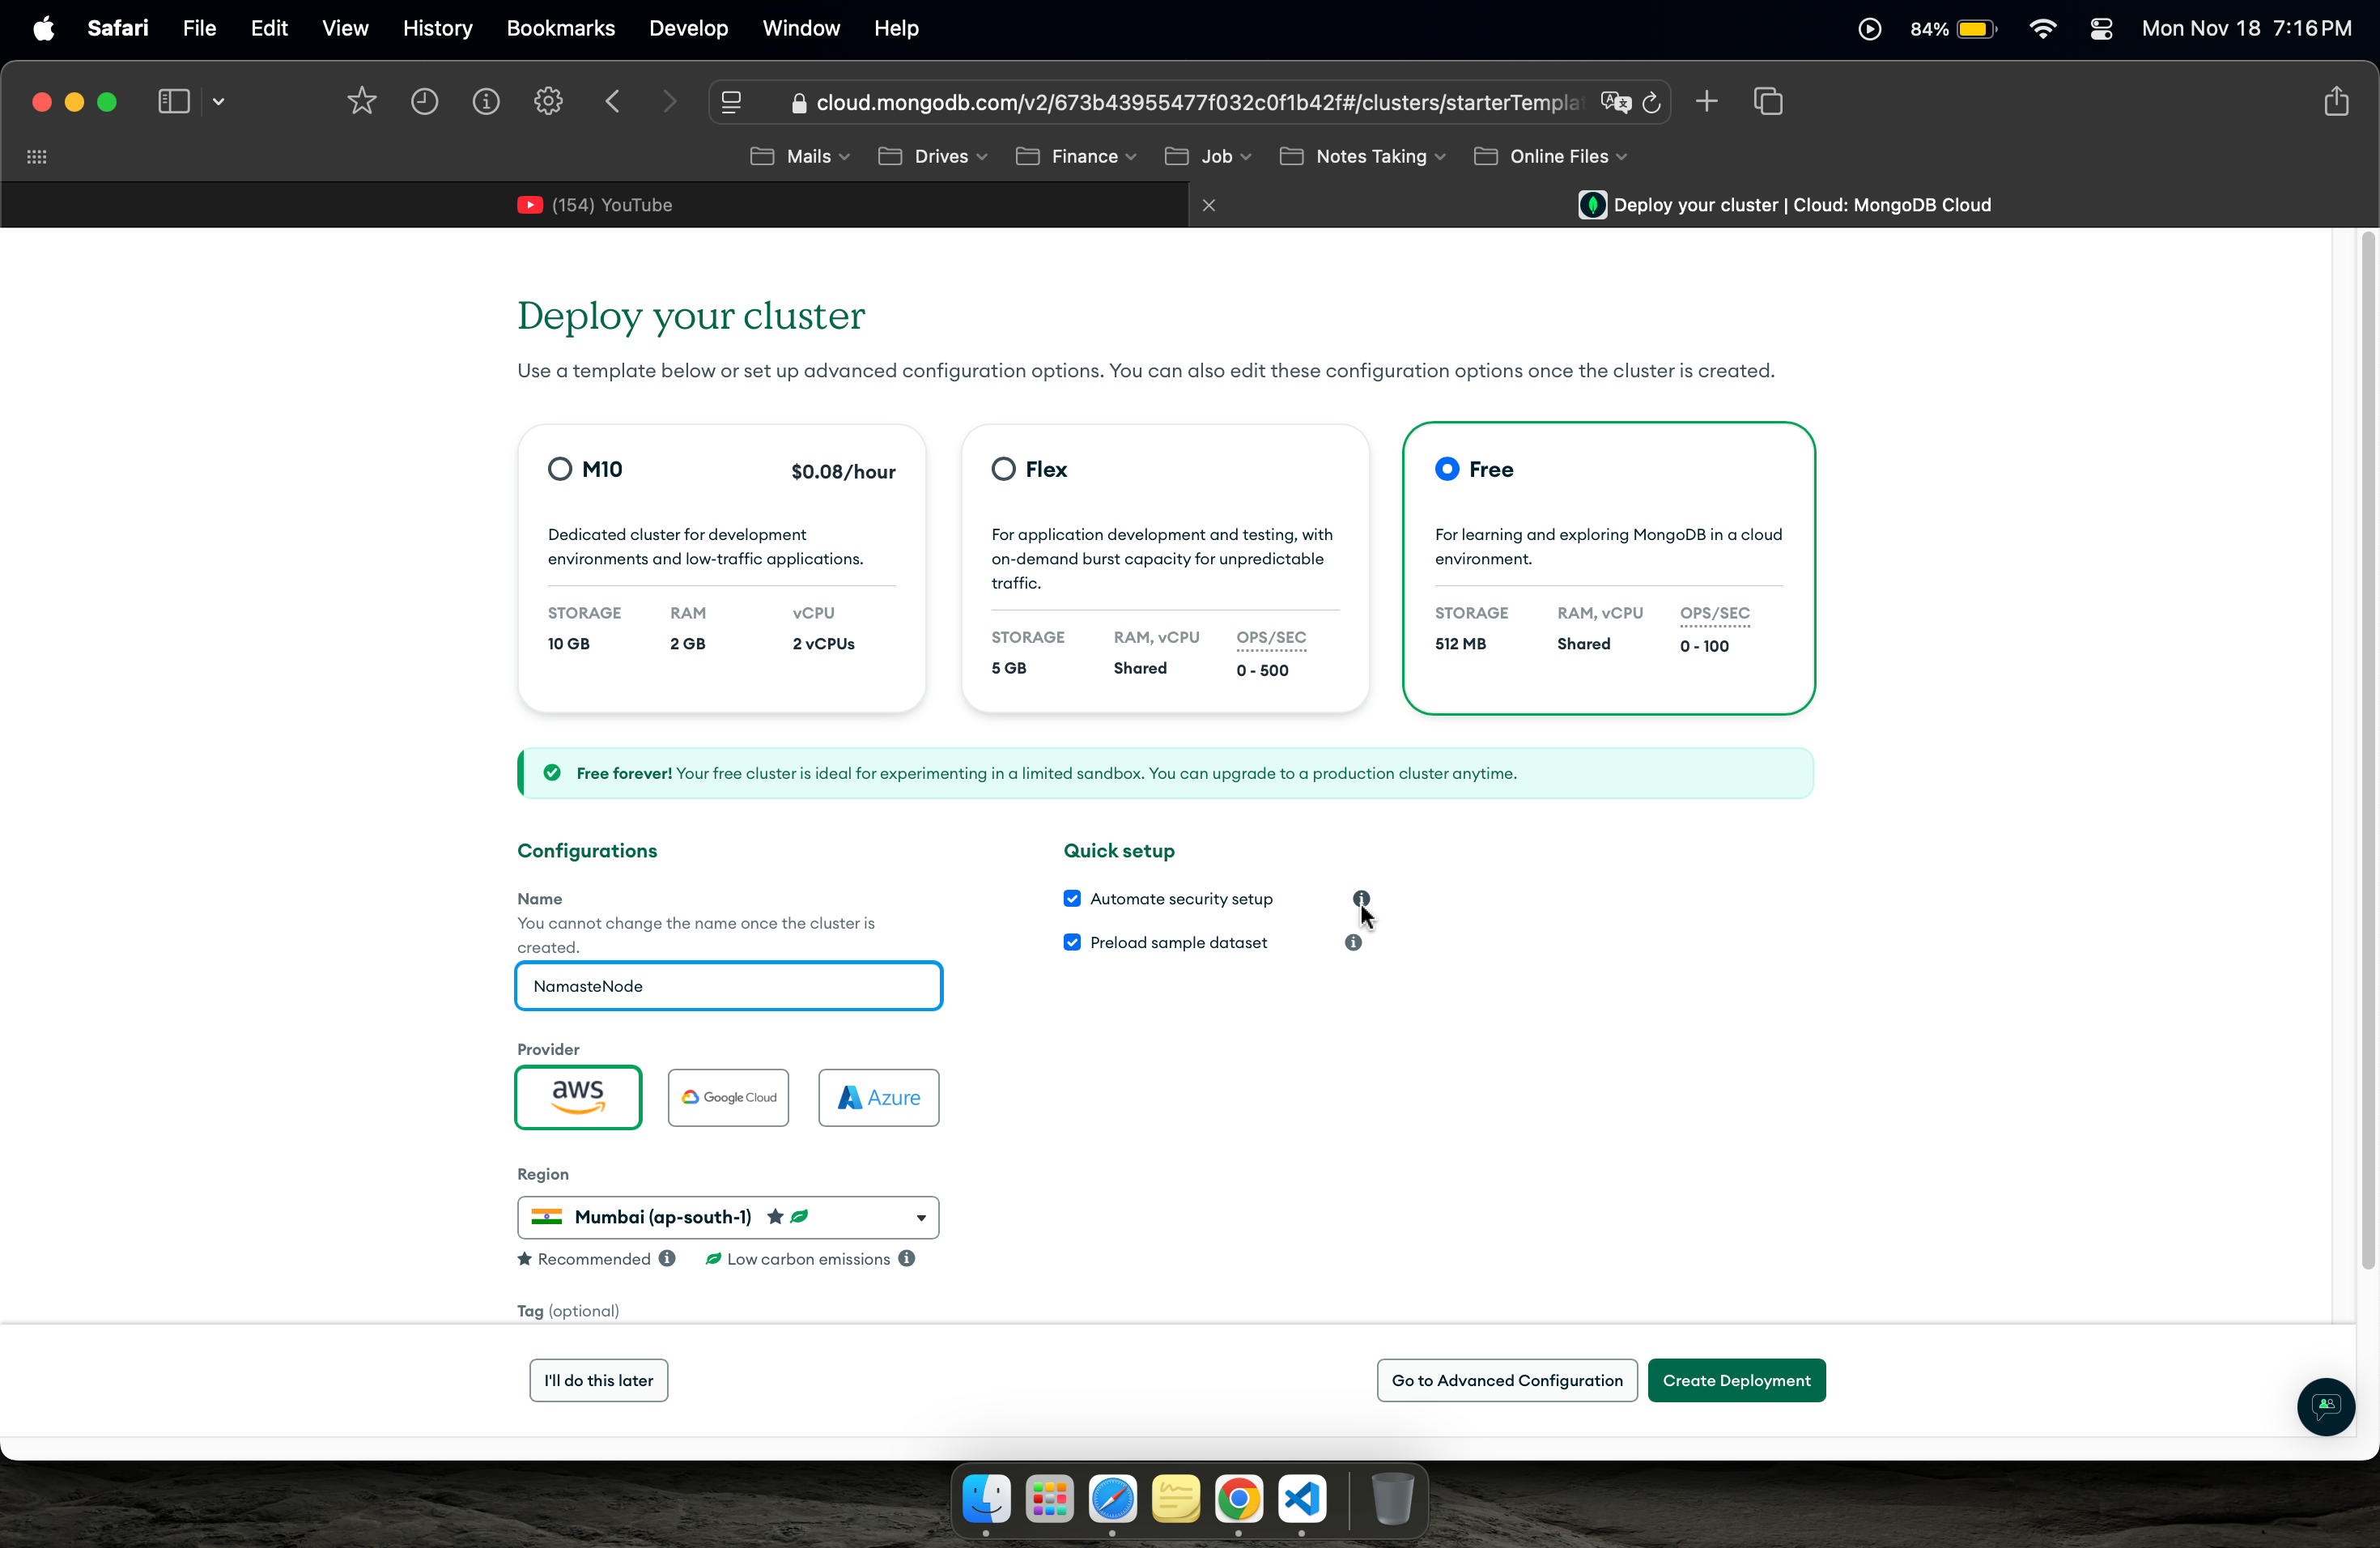 Safari File Edit View History Bookmarks Develop Window Help 84% Mon Nov 18 7:16 PM
cloud.mongodb.com/v2/673b43955477f032c0f1b42f#/clusters/starterTempla
Mails Drives Finance Job Notes Taking Online Files
(154) YouTube
Deploy your cluster | Cloud: MongoDB Cloud
Deploy your cluster
Use a template below or set up advanced configuration options. You can also edit these configuration options once the cluster is created.
M10 $0.08/hour
Dedicated cluster for development
environments and low-traffic applications.
STORAGE RAM vCPU
10 GB 2 GB 2 vCPUs
Flex
For application development and testing, with
on-demand burst capacity for unpredictable
traffic.
STORAGE RAM, vCPU OPS/SEC
5 GB Shared 0 - 500
Free
For learning and exploring MongoDB in a cloud
environment.
STORAGE RAM, vCPU OPS/SEC
512 MB Shared 0 - 100
Free forever! Your free cluster is ideal for experimenting in a limited sandbox. You can upgrade to a production cluster anytime.
Configurations
Name
You cannot change the name once the cluster is
created.
NamasteNode
Provider
aws Google Cloud Azure
Region
Mumbai (ap-south-1)
Recommended Low carbon emissions
Tag (optional)
Quick setup
Automate security setup
Preload sample dataset
I'll do this later
Go to Advanced Configuration
Create Deployment